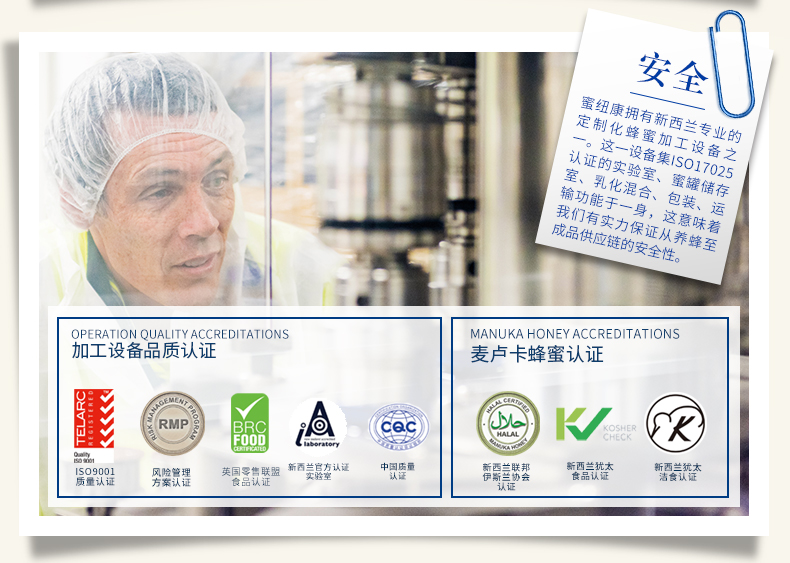 安全
蜜纽康拥有新西兰专业的
定制化蜂蜜加工设备之
一。这一设备集ISO17025
认证的实验室、蜜罐储存
室、乳化混合、包装、运
输功能于一身，这意味着
我们有实力保证从养蜂至
成品供应链的安全性。
OPERATION QUALITY ACCREDITATIONS
加工设备品质认证
TELARC
REGISTERED
Quality
ISO 9001
ISO9001
质量认证
RISK MANAGEMENT PROGRAM
RMP
风险管理
方案认证
BRC
FOOD
CERTIFICATED
英国零售联盟
食品认证
iA
laboratory
新西兰官方认证
实验室
CQC
中国质量
认证
MANUKA HONEY ACCREDITATIONS
麦卢卡蜂蜜认证
HALAL CERTIFIED
حلال
HALAL
MANUKA HONEY
新西兰联邦
伊斯兰协会
认证
KOSHER
CHECK
新西兰犹太
食品认证
K
新西兰犹太
洁食认证